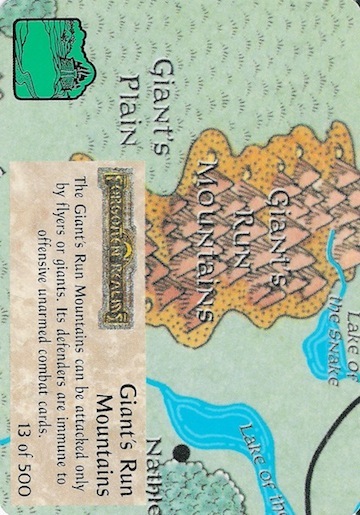 Giant's
Plain
Giant's
Run
Mountains
Lake of
the Snake
Lake of
Nathle
FORGOTTEN REALMS
Giant's Run
Mountains
The Giant's Run Mountains can be attacked only
by flyers or giants. Its defenders are immune to
offensive unarmed combat cards.
13 of 500